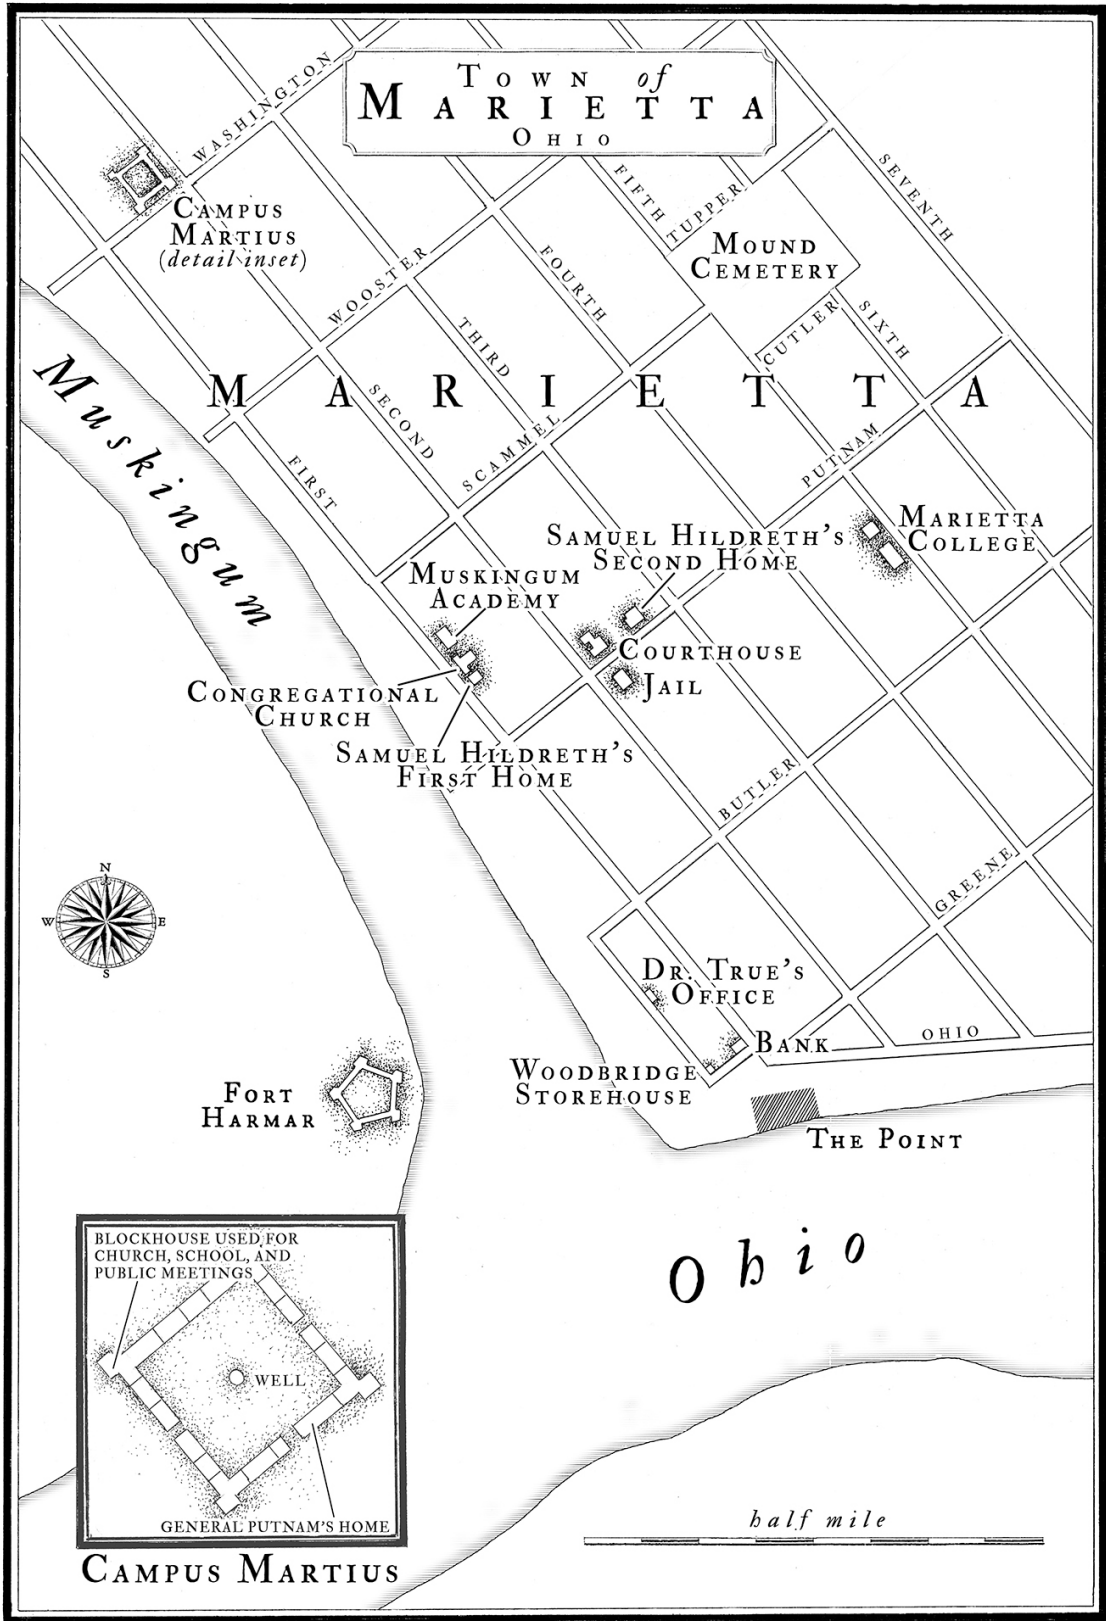 Town of
Marietta
Ohio
WASHINGTON
SEVENTH
FIFTH
TUPPER
Campus
Martius
(detail inset)
Mound
Cemetery
WOOSTER
FOURTH
CUTLER
SIXTH
THIRD
MARIETTA
Muskingum
SECOND
SCAMMEL
PUTNAM
FIRST
Marietta
College
Samuel Hildreth's
Second Home
Muskingum
Academy
Courthouse
Jail
Congregational
Church
Samuel Hildreth's
First Home
BUTLER
GREENE
N
W
E
S
Dr. True's
Office
OHIO
Bank
Woodbridge
Storehouse
Fort
Harmar
The Point
Ohio
BLOCKHOUSE USED FOR
CHURCH, SCHOOL, AND
PUBLIC MEETINGS
WELL
GENERAL PUTNAM'S HOME
Campus Martius
half mile